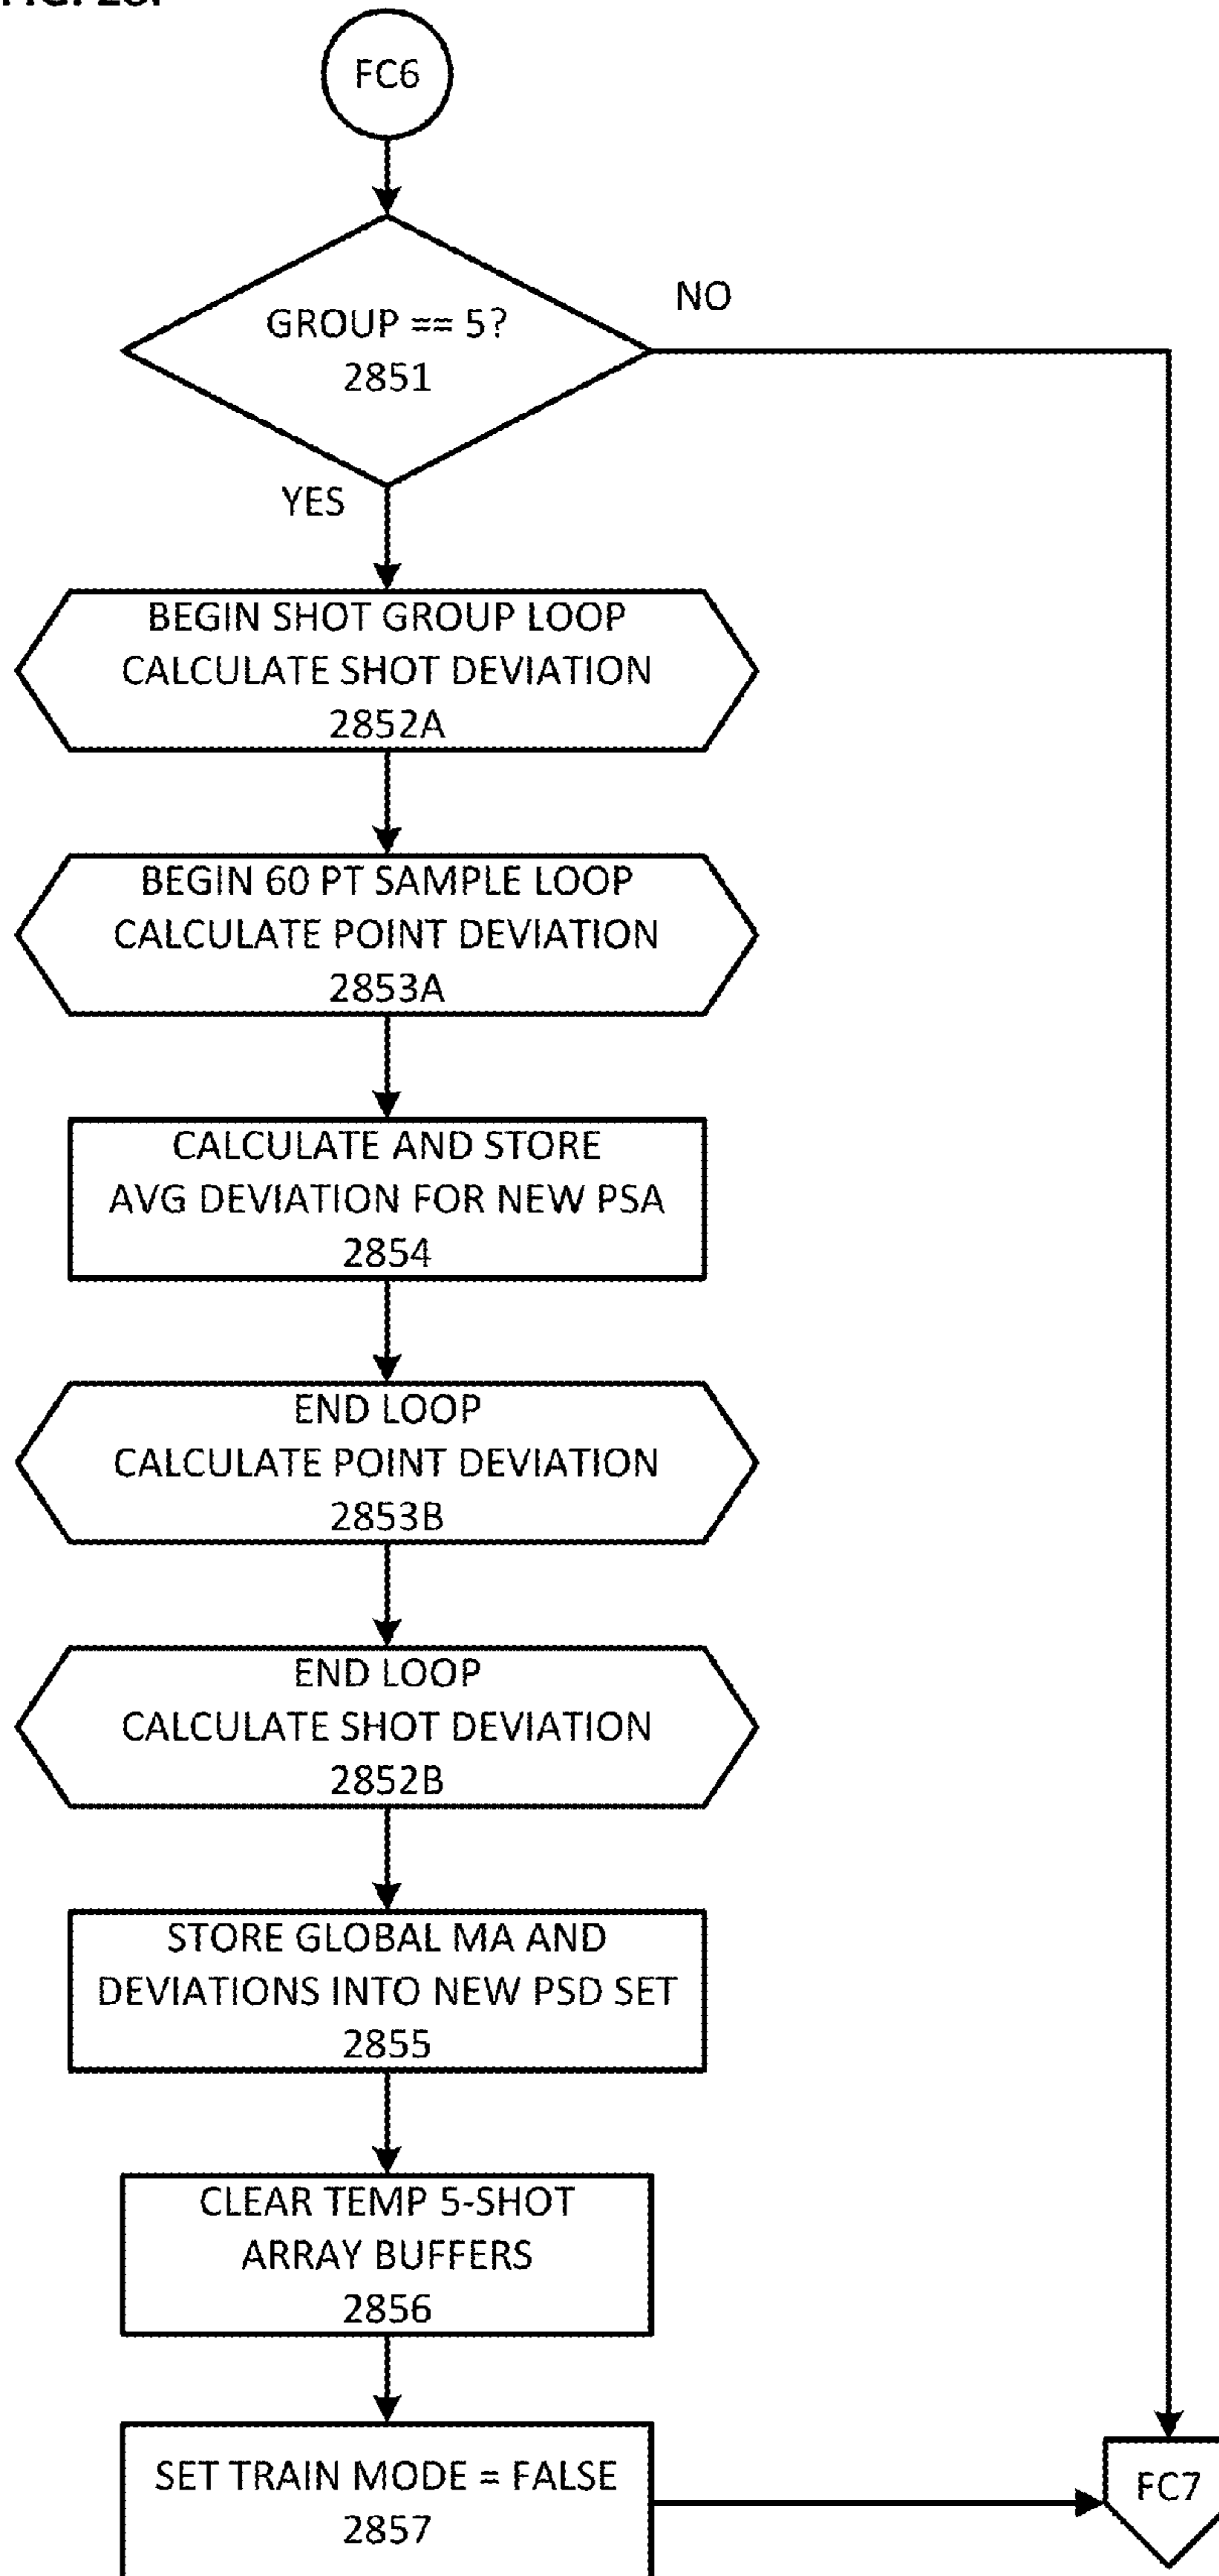 FC6
GROUP == 5?
2851
NO
YES
BEGIN SHOT GROUP LOOP
CALCULATE SHOT DEVIATION
2852A
BEGIN 60 PT SAMPLE LOOP
CALCULATE POINT DEVIATION
2853A
CALCULATE AND STORE
AVG DEVIATION FOR NEW PSA
2854
END LOOP
CALCULATE POINT DEVIATION
2853B
END LOOP
CALCULATE SHOT DEVIATION
2852B
STORE GLOBAL MA AND
DEVIATIONS INTO NEW PSD SET
2855
CLEAR TEMP 5-SHOT
ARRAY BUFFERS
2856
SET TRAIN MODE = FALSE
2857
FC7